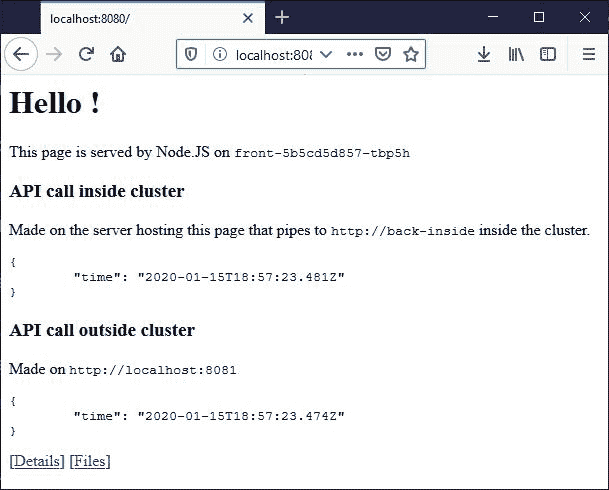 localhost:8080/
localhost:808
Hello !
This page is served by Node.JS on front-5b5cd5d857-tbp5h
API call inside cluster
Made on the server hosting this page that pipes to http://back-inside inside the cluster.
{
"time": "2020-01-15T18:57:23.481Z"
}
API call outside cluster
Made on http://localhost:8081
{
"time": "2020-01-15T18:57:23.474Z"
}
[Details] [Files]